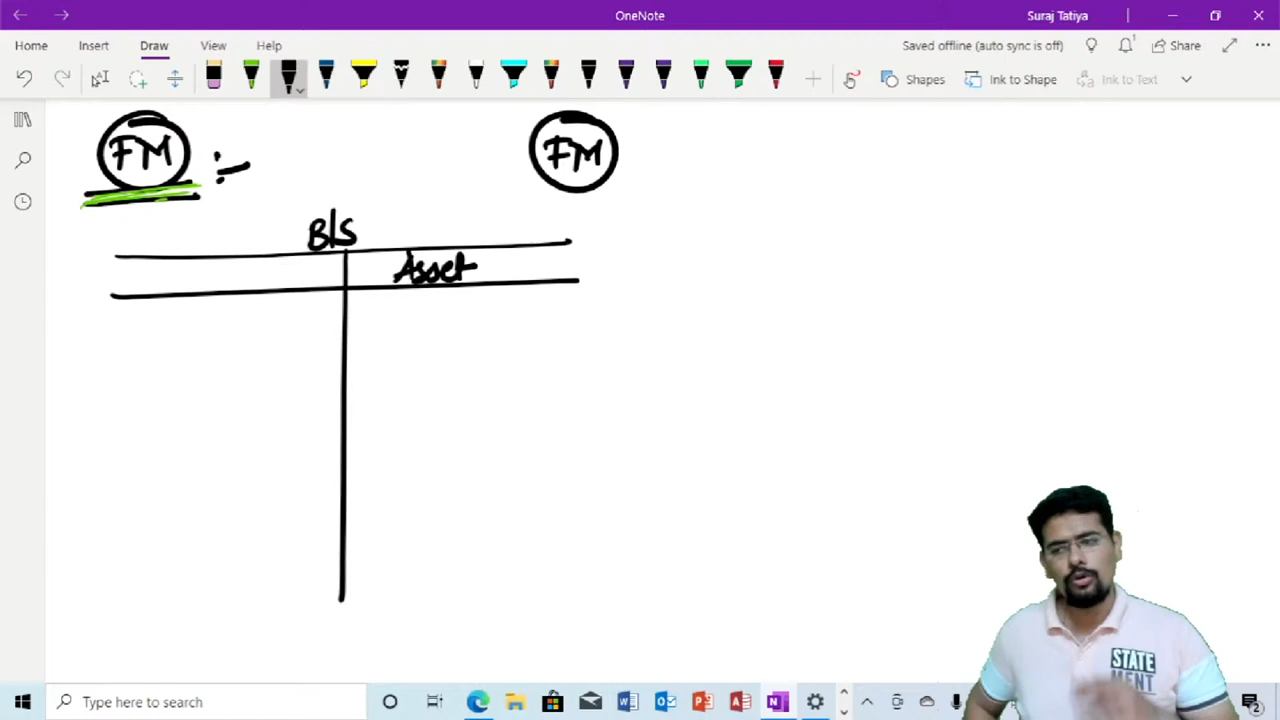 OneNote
Suraj Tatiya
Home Insert Draw View Help
Saved offline (auto sync is off)
Share
Shapes
Ink to Shape
Ink to Text
FM :-
FM
B/S
Asset
STATE
MENT
Type here to search
2